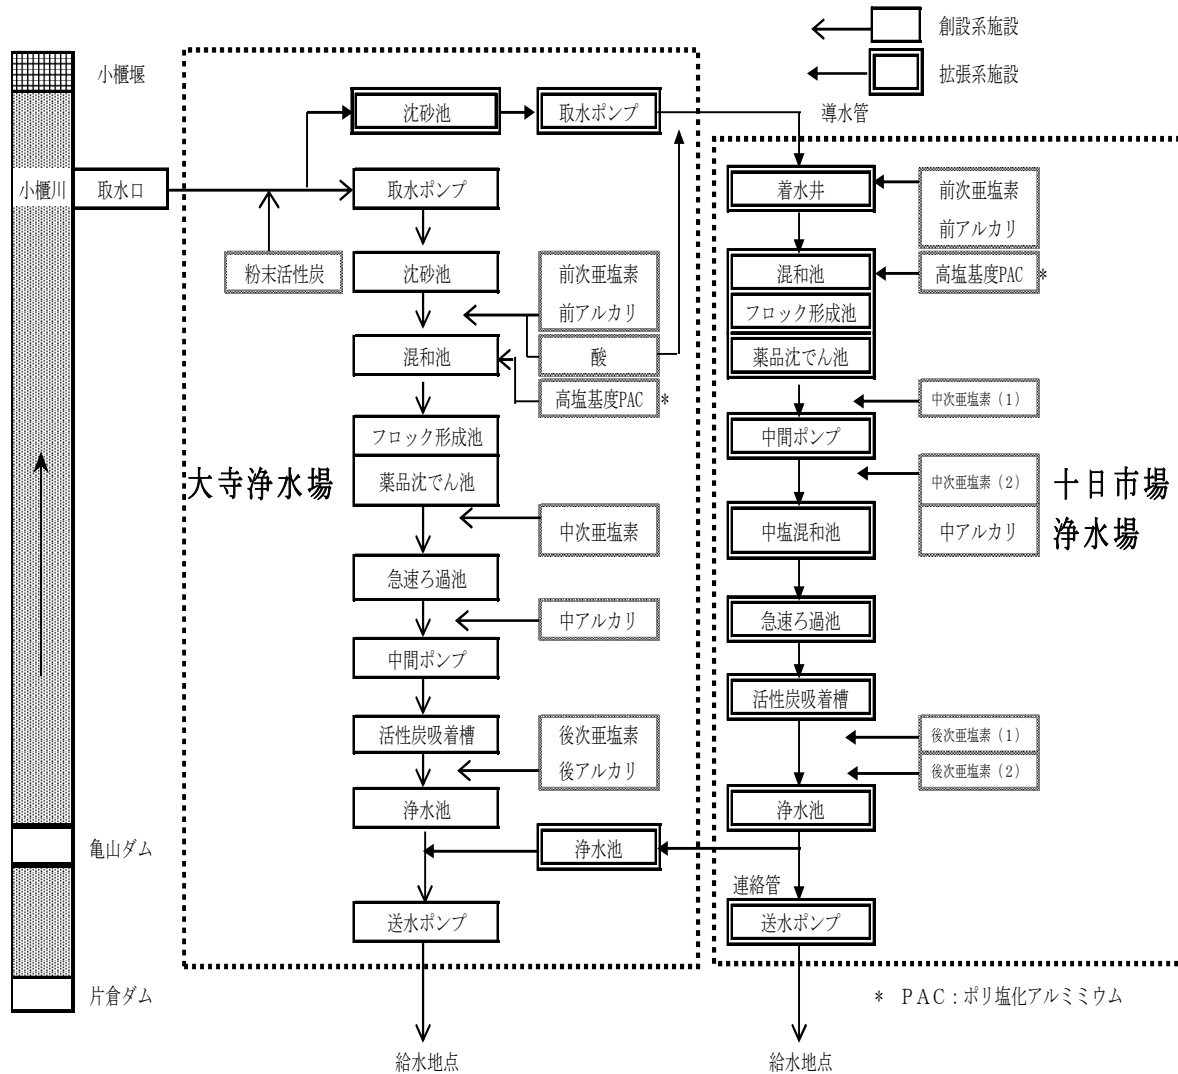 創設系施設
拡張系施設
小櫃堰
沈砂池
取水ポンプ
導水管
小櫃川
取水口
取水ポンプ
着水井
前次亜塩素
前アルカリ
粉末活性炭
沈砂池
前次亜塩素
前アルカリ
混和池
高塩基度PAC
*
フロック形成池
混和池
酸
薬品沈でん池
高塩基度PAC
*
中次亜塩素（1）
フロック形成池
中間ポンプ
大寺浄水場
薬品沈でん池
中次亜塩素（2）
十日市場
浄水場
中次亜塩素
中塩混和池
中アルカリ
急速ろ過池
中アルカリ
急速ろ過池
中間ポンプ
活性炭吸着槽
活性炭吸着槽
後次亜塩素
後アルカリ
後次亜塩素（1）
後次亜塩素（2）
浄水池
浄水池
亀山ダム
浄水池
連絡管
送水ポンプ
送水ポンプ
片倉ダム
* ＰＡＣ：ポリ塩化アルミミウム
給水地点
給水地点